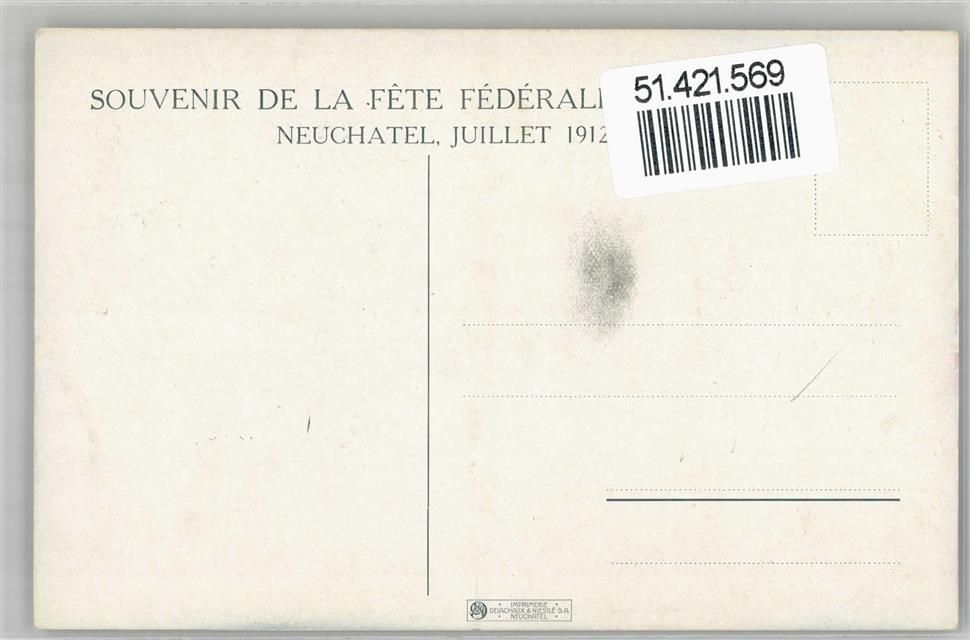 SOUVENIR DE LA FÊTE FÉDÉRAL
NEUCHATEL, JUILLET 1912
51.421.569
IMPRIMERIE
DELACHAUX & NIESTLÉ S.A.
NEUCHATEL